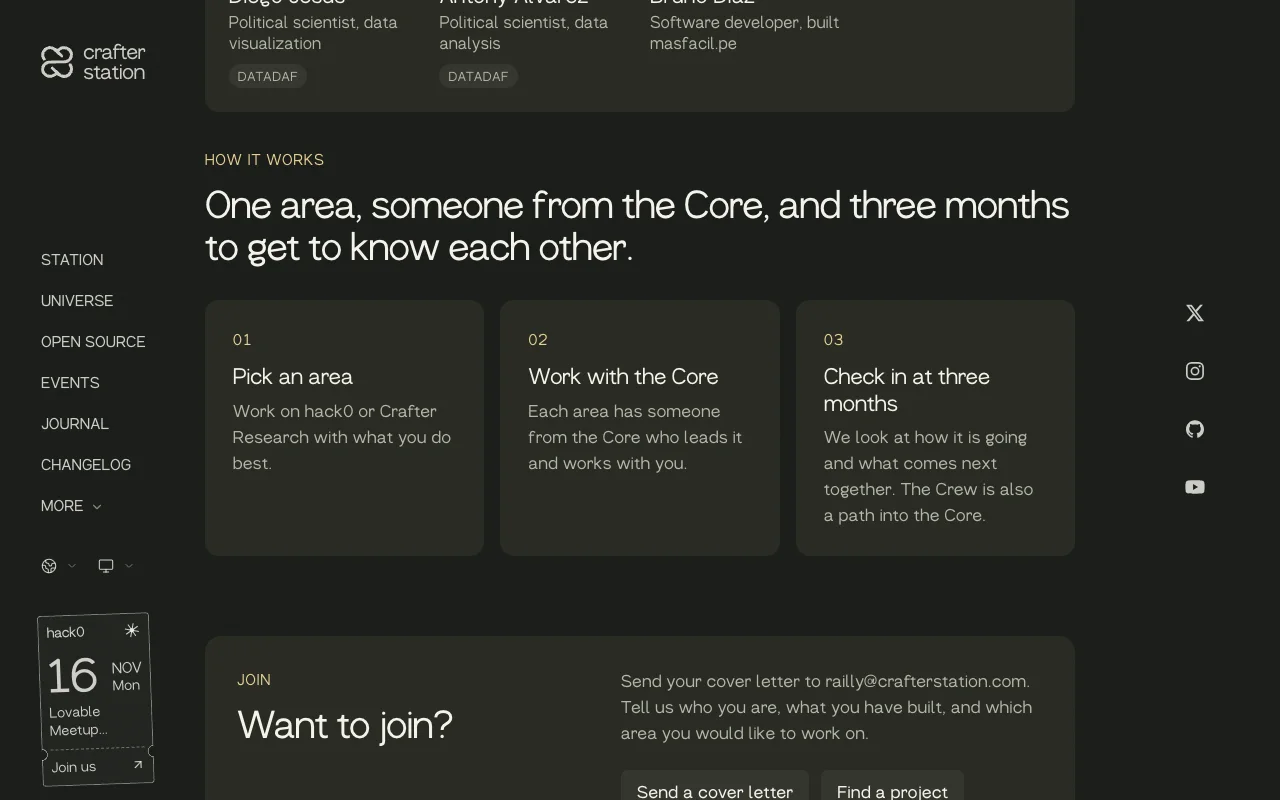 crafter
station
STATION
UNIVERSE
OPEN SOURCE
EVENTS
JOURNAL
CHANGELOG
MORE
hack0
16
NOV
Mon
Lovable
Meetup...
Join us
Diego Jesús
Political scientist, data
visualization
DATADAF
Antony Alvarez
Political scientist, data
analysis
DATADAF
Bruno Diaz
Software developer, built
masfacil.pe
HOW IT WORKS
One area, someone from the Core, and three months
to get to know each other.
01
Pick an area
Work on hack0 or Crafter
Research with what you do
best.
02
Work with the Core
Each area has someone
from the Core who leads it
and works with you.
03
Check in at three
months
We look at how it is going
and what comes next
together. The Crew is also
a path into the Core.
JOIN
Want to join?
Send your cover letter to railly@crafterstation.com.
Tell us who you are, what you have built, and which
area you would like to work on.
Send a cover letter
Find a project